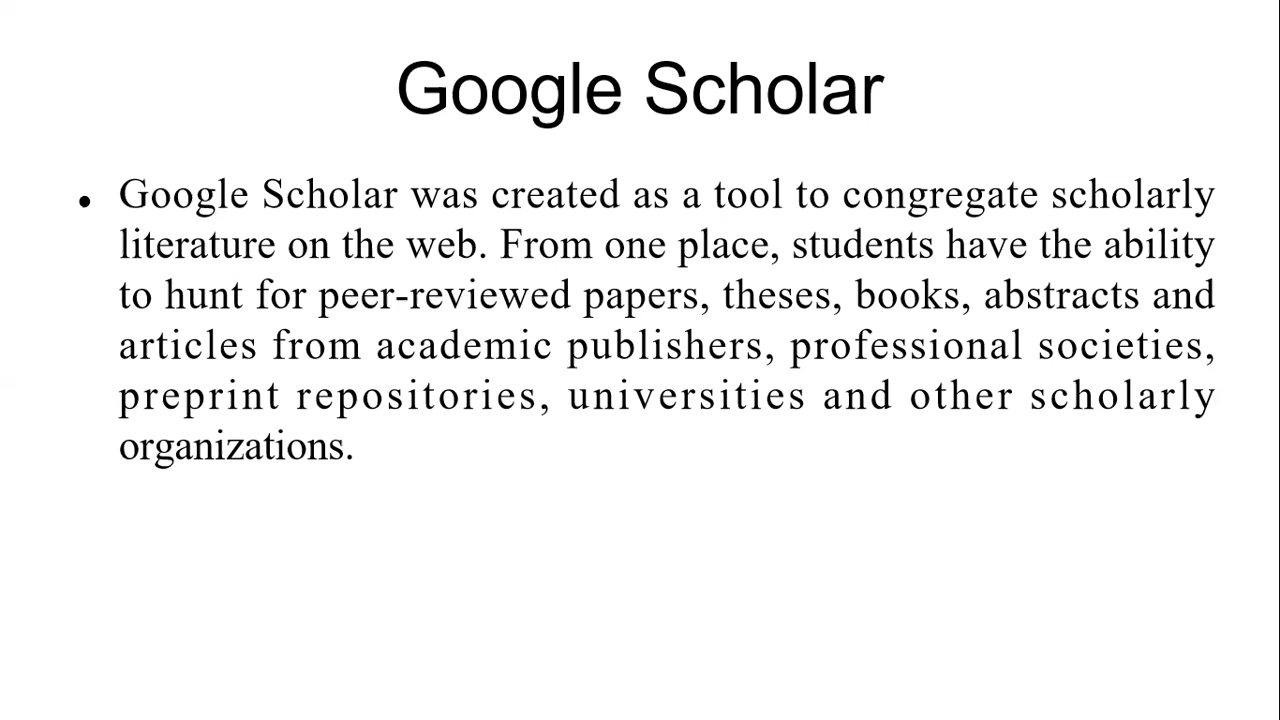 Google Scholar
• Google Scholar was created as a tool to congregate scholarly
literature on the web. From one place, students have the ability
to hunt for peer-reviewed papers, theses, books, abstracts and
articles from academic publishers, professional societies,
preprint repositories, universities and other scholarly
organizations.